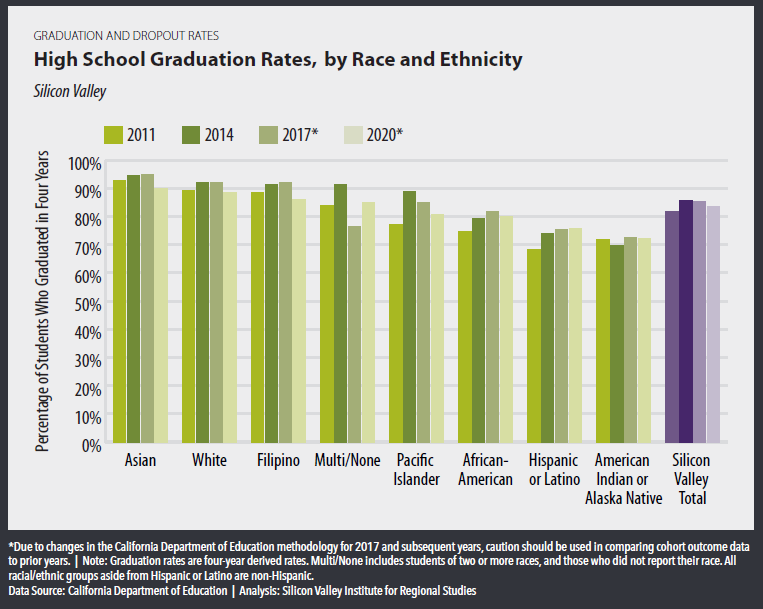 GRADUATION AND DROPOUT RATES
High School Graduation Rates, by Race and Ethnicity
Silicon Valley
2011 2014 2017* 2020*
Percentage of Students Who Graduated in Four Years
100%
90%
80%
70%
60%
50%
40%
30%
20%
10%
0%
Asian White Filipino Multi/None Pacific Islander African-American Hispanic or Latino American Indian or Alaska Native Silicon Valley Total
*Due to changes in the California Department of Education methodology for 2017 and subsequent years, caution should be used in comparing cohort outcome data
to prior years. | Note: Graduation rates are four-year derived rates. Multi/None includes students of two or more races, and those who did not report their race. All
racial/ethnic groups aside from Hispanic or Latino are non-Hispanic.
Data Source: California Department of Education | Analysis: Silicon Valley Institute for Regional Studies